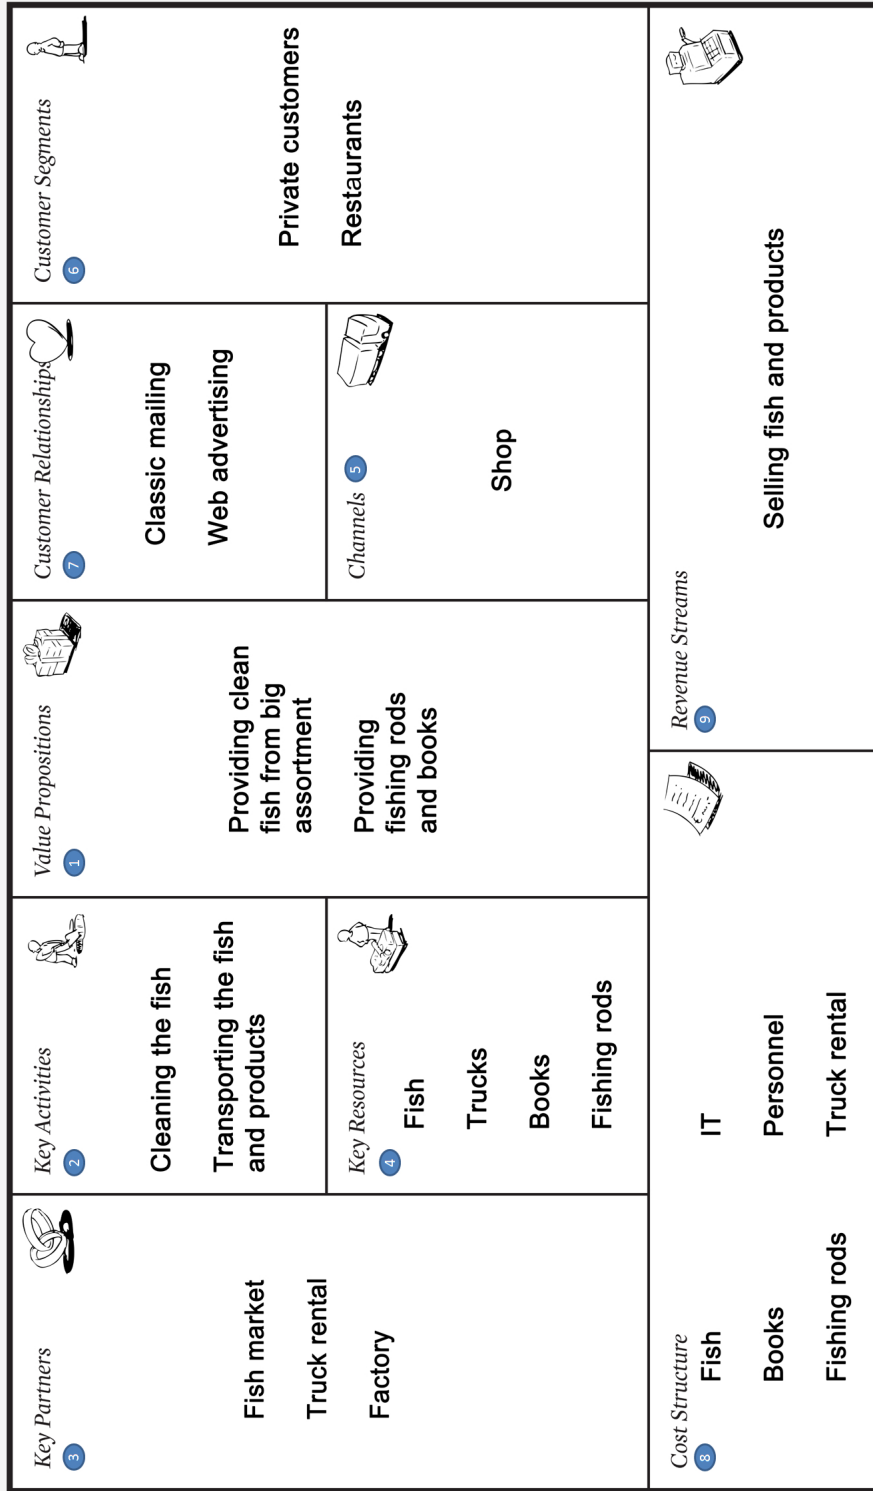 Key Partners
3
Fish market
Truck rental
Factory
Key Activities
2
Cleaning the fish
Transporting the fish
and products
Key Resources
4
Fish
Trucks
Books
Fishing rods
Value Propositions
1
Providing clean
fish from big
assortment
Providing
fishing rods
and books
Customer Relationships
7
Classic mailing
Web advertising
Channels 5
Shop
Customer Segments
6
Private customers
Restaurants
Cost Structure
8
Fish
Books
Fishing rods
IT
Personnel
Truck rental
Revenue Streams
9
Selling fish and products